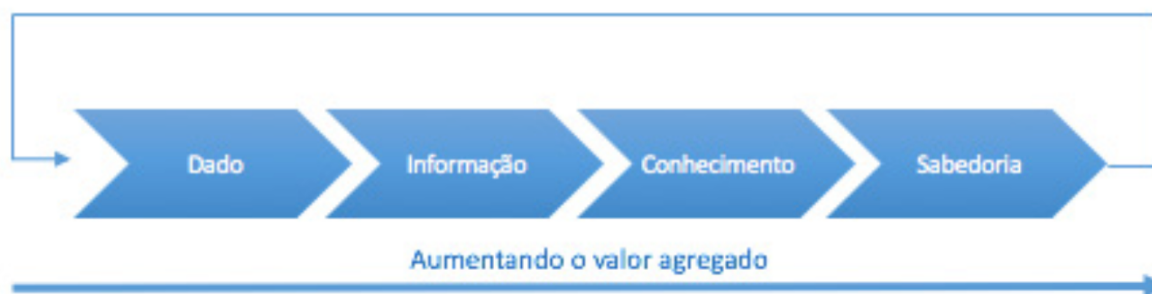 Dado
Informação
Conhecimento
Sabedoria
Aumentando o valor agregado